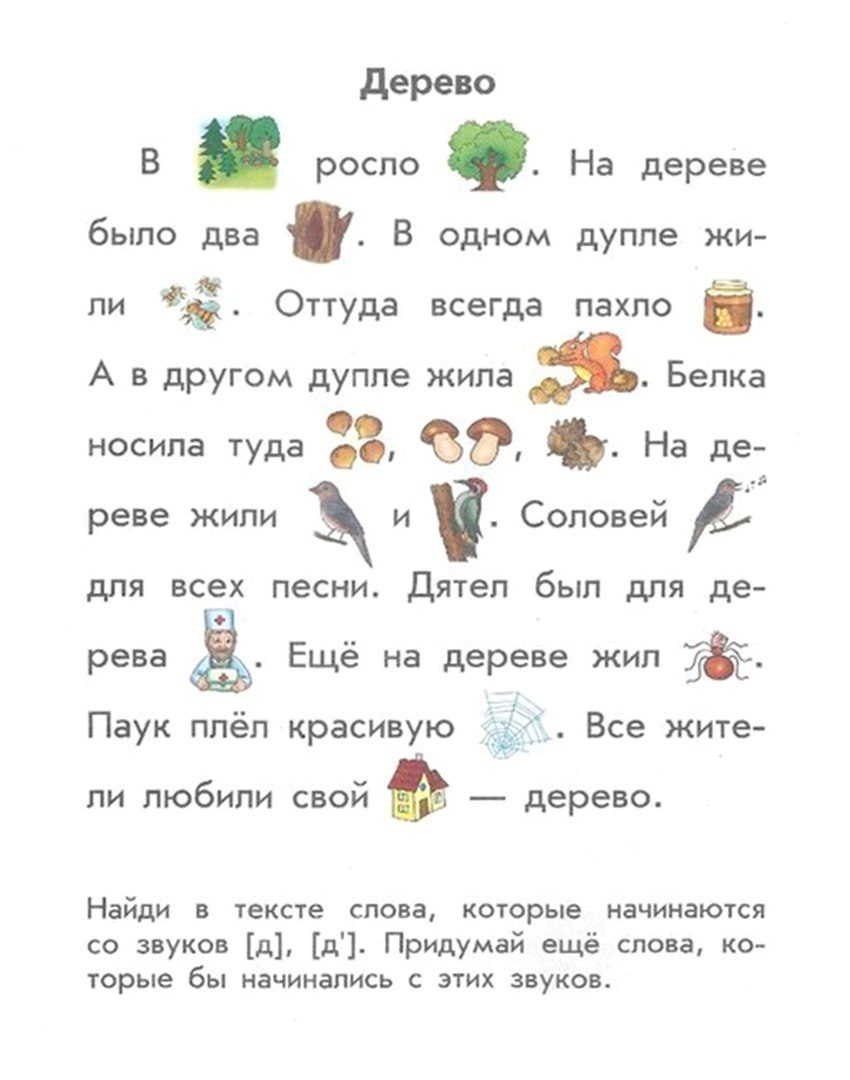 Дерево
В росло . На дереве
было два . В одном дупле жи-
ли . Оттуда всегда пахло .
А в другом дупле жила . Белка
носила туда , , . На де-
реве жили и . Соловей
для всех песни. Дятел был для де-
рева . Ещё на дереве жил .
Паук плёл красивую . Все жите-
ли любили свой — дерево.
Найди в тексте слова, которые начинаются
со звуков [д], [д']. Придумай ещё слова, ко-
торые бы начинались с этих звуков.